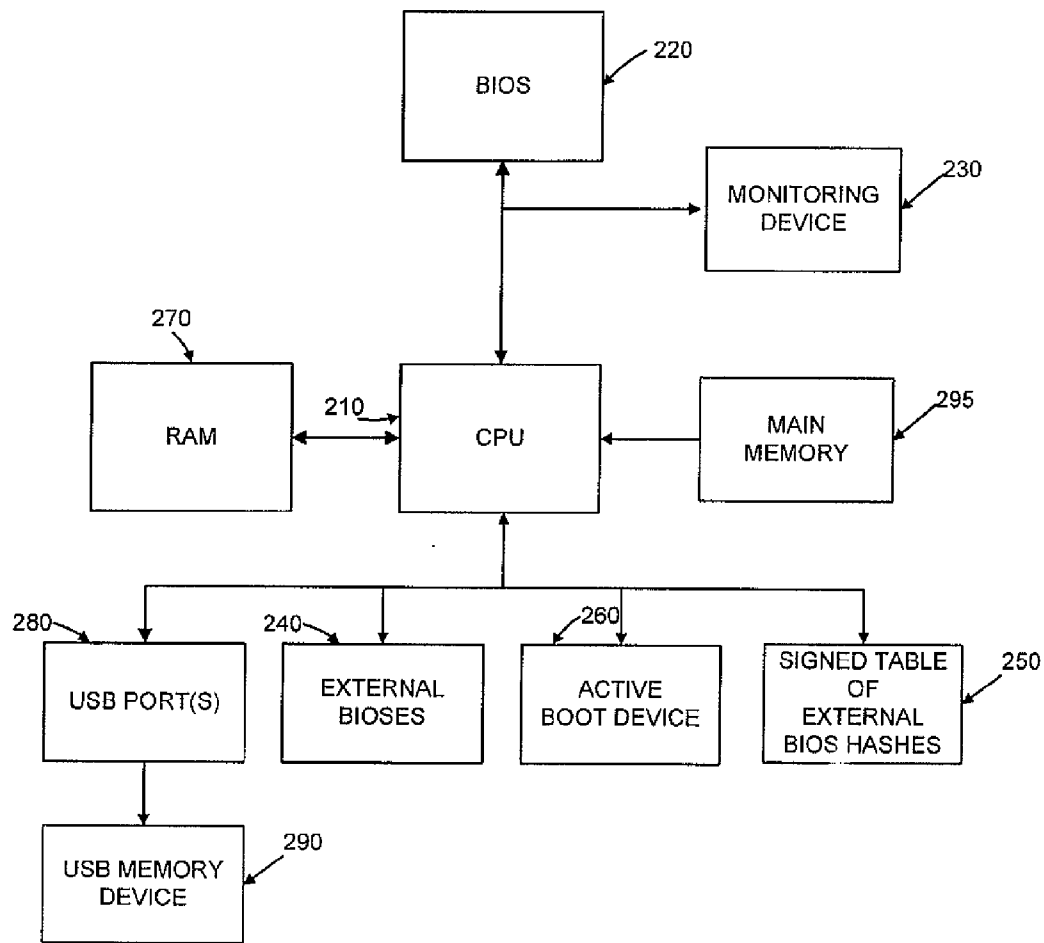 220
BIOS
230
MONITORING
DEVICE
270
RAM
210
CPU
295
MAIN
MEMORY
280
USB PORT(S)
240
EXTERNAL
BIOSES
260
ACTIVE
BOOT DEVICE
250
SIGNED TABLE
OF
EXTERNAL
BIOS HASHES
290
USB MEMORY
DEVICE